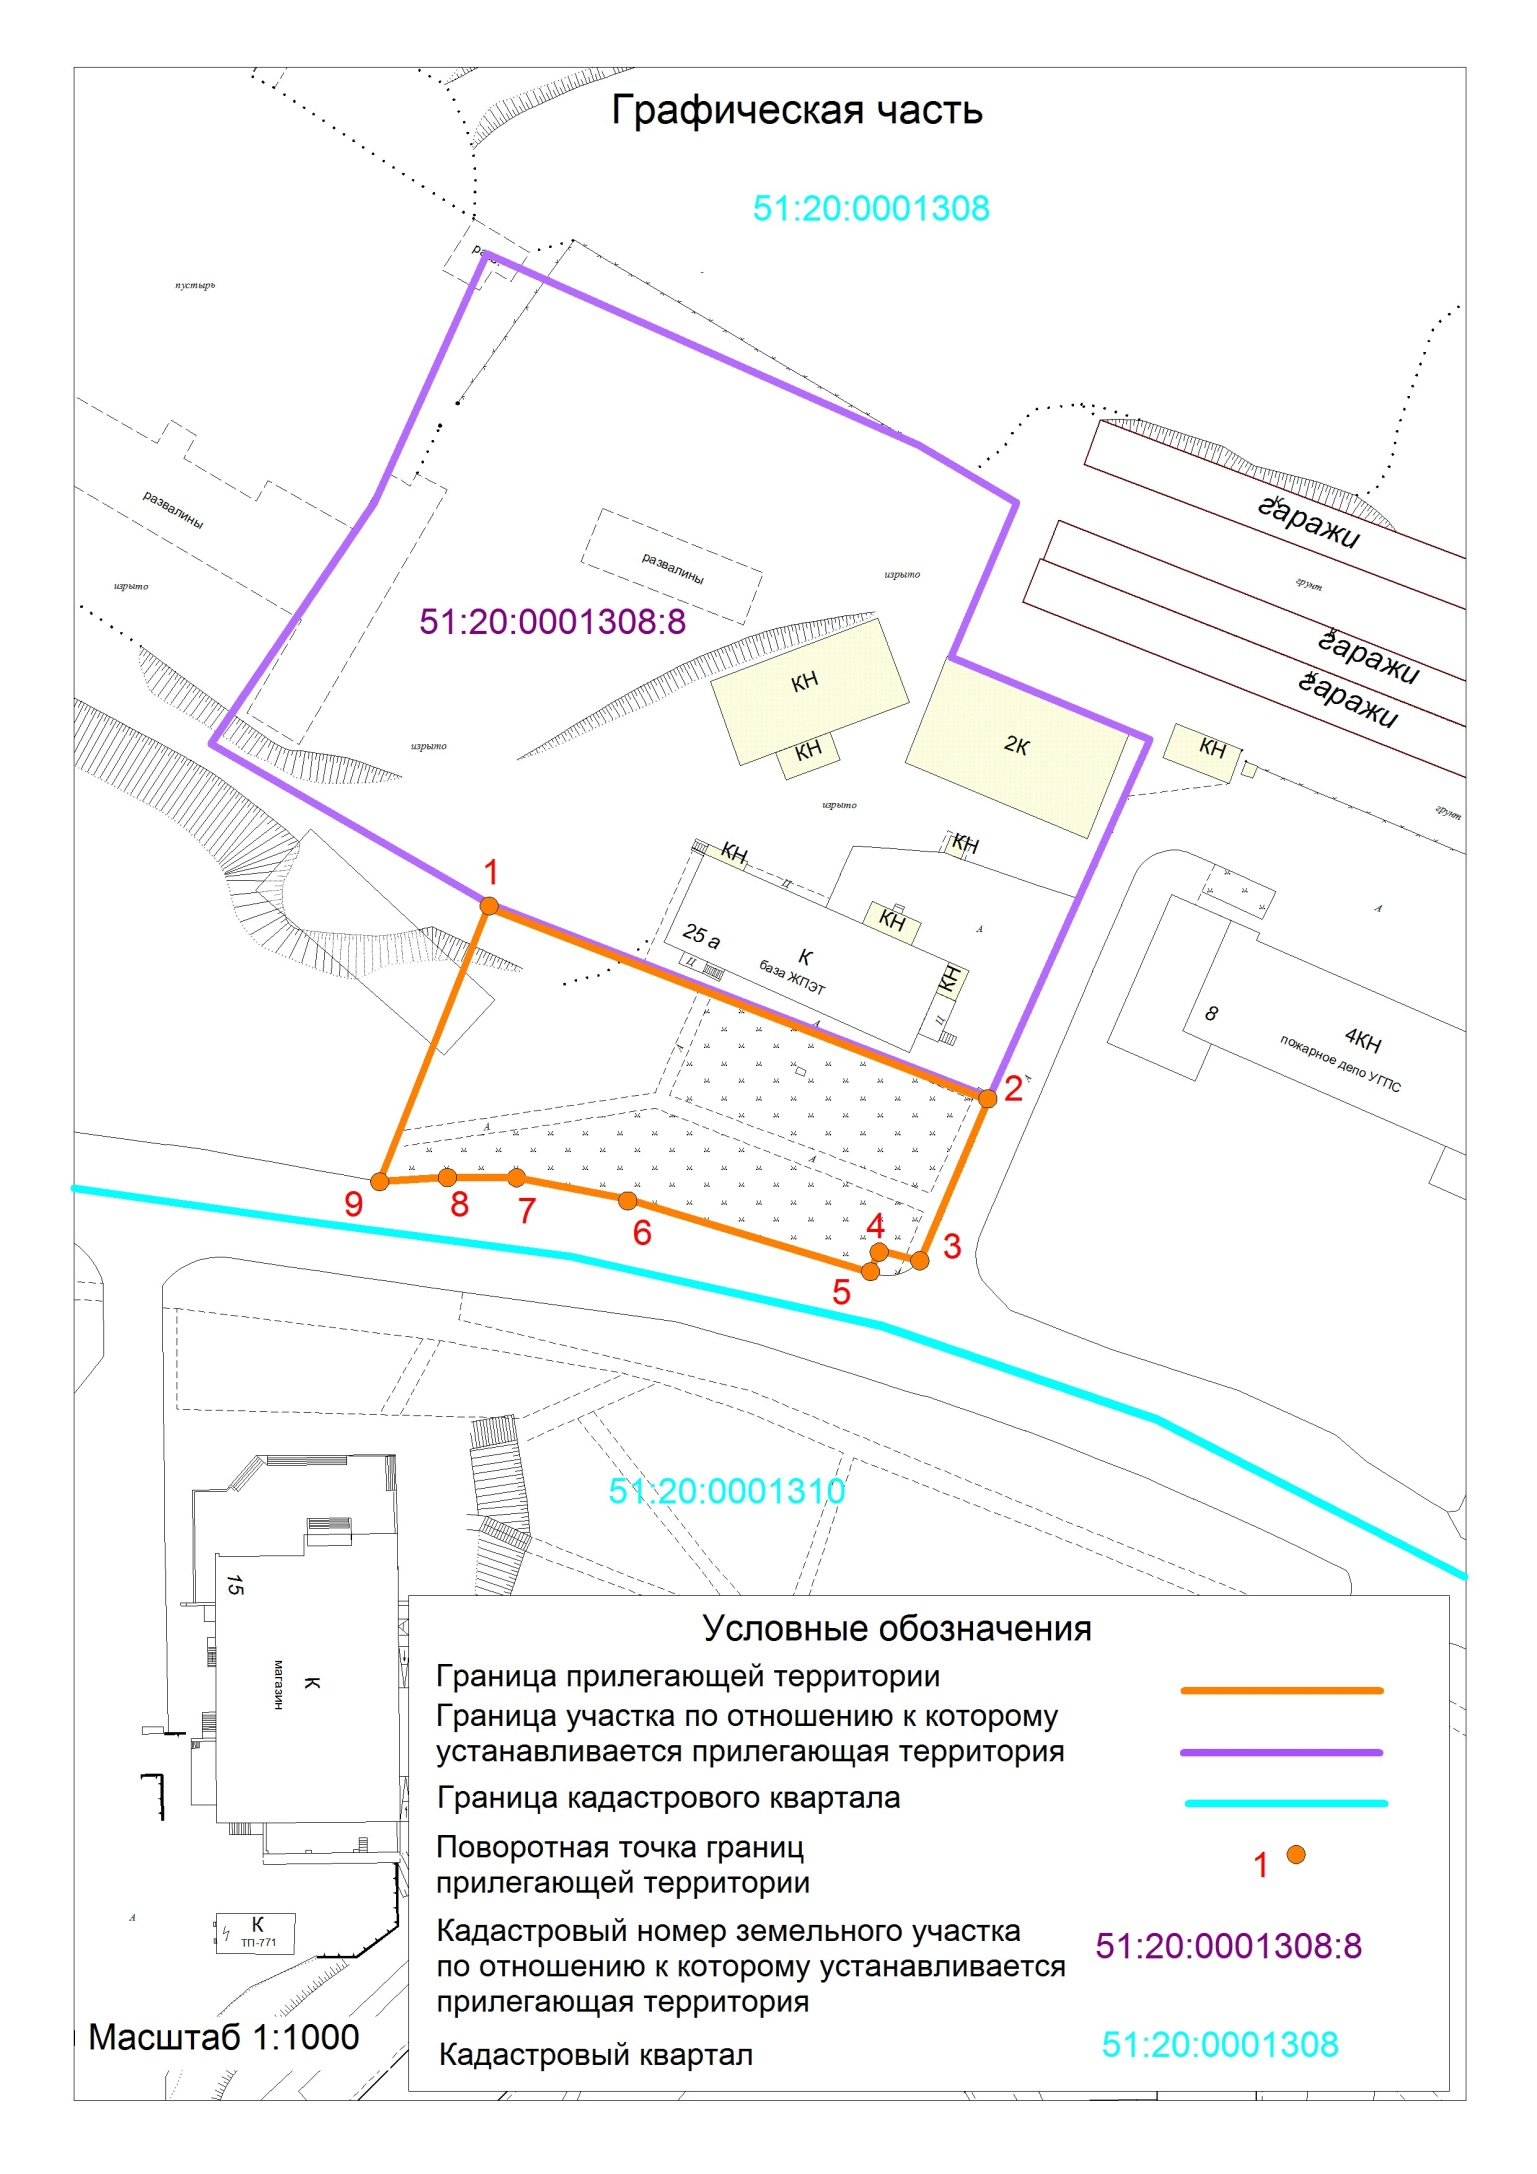 Графическая часть
51:20:0001308
пустырь
развалины
изрыто
развалины
изрыто
51:20:0001308:8
гаражи
грунт
гаражи
гаражи
КН
КН
2К
КН
изрыто
изрыто
грунт
КН
КН
Ц
КН
25 а
К
база ЖПЭТ
КН
Ц
Ц
А
А
А
8
4КН
пожарное депо УГПС
1
2
А
А
А
А
9
8
7
6
4
3
5
51:20:0001310
15
К
магазин
К
ТП-771
А
Масштаб 1:1000
Условные обозначения
Граница прилегающей территории
Граница участка по отношению к которому
устанавливается прилегающая территория
Граница кадастрового квартала
Поворотная точка границ
прилегающей территории
1
Кадастровый номер земельного участка
по отношению к которому устанавливается
прилегающая территория
51:20:0001308:8
Кадастровый квартал
51:20:0001308